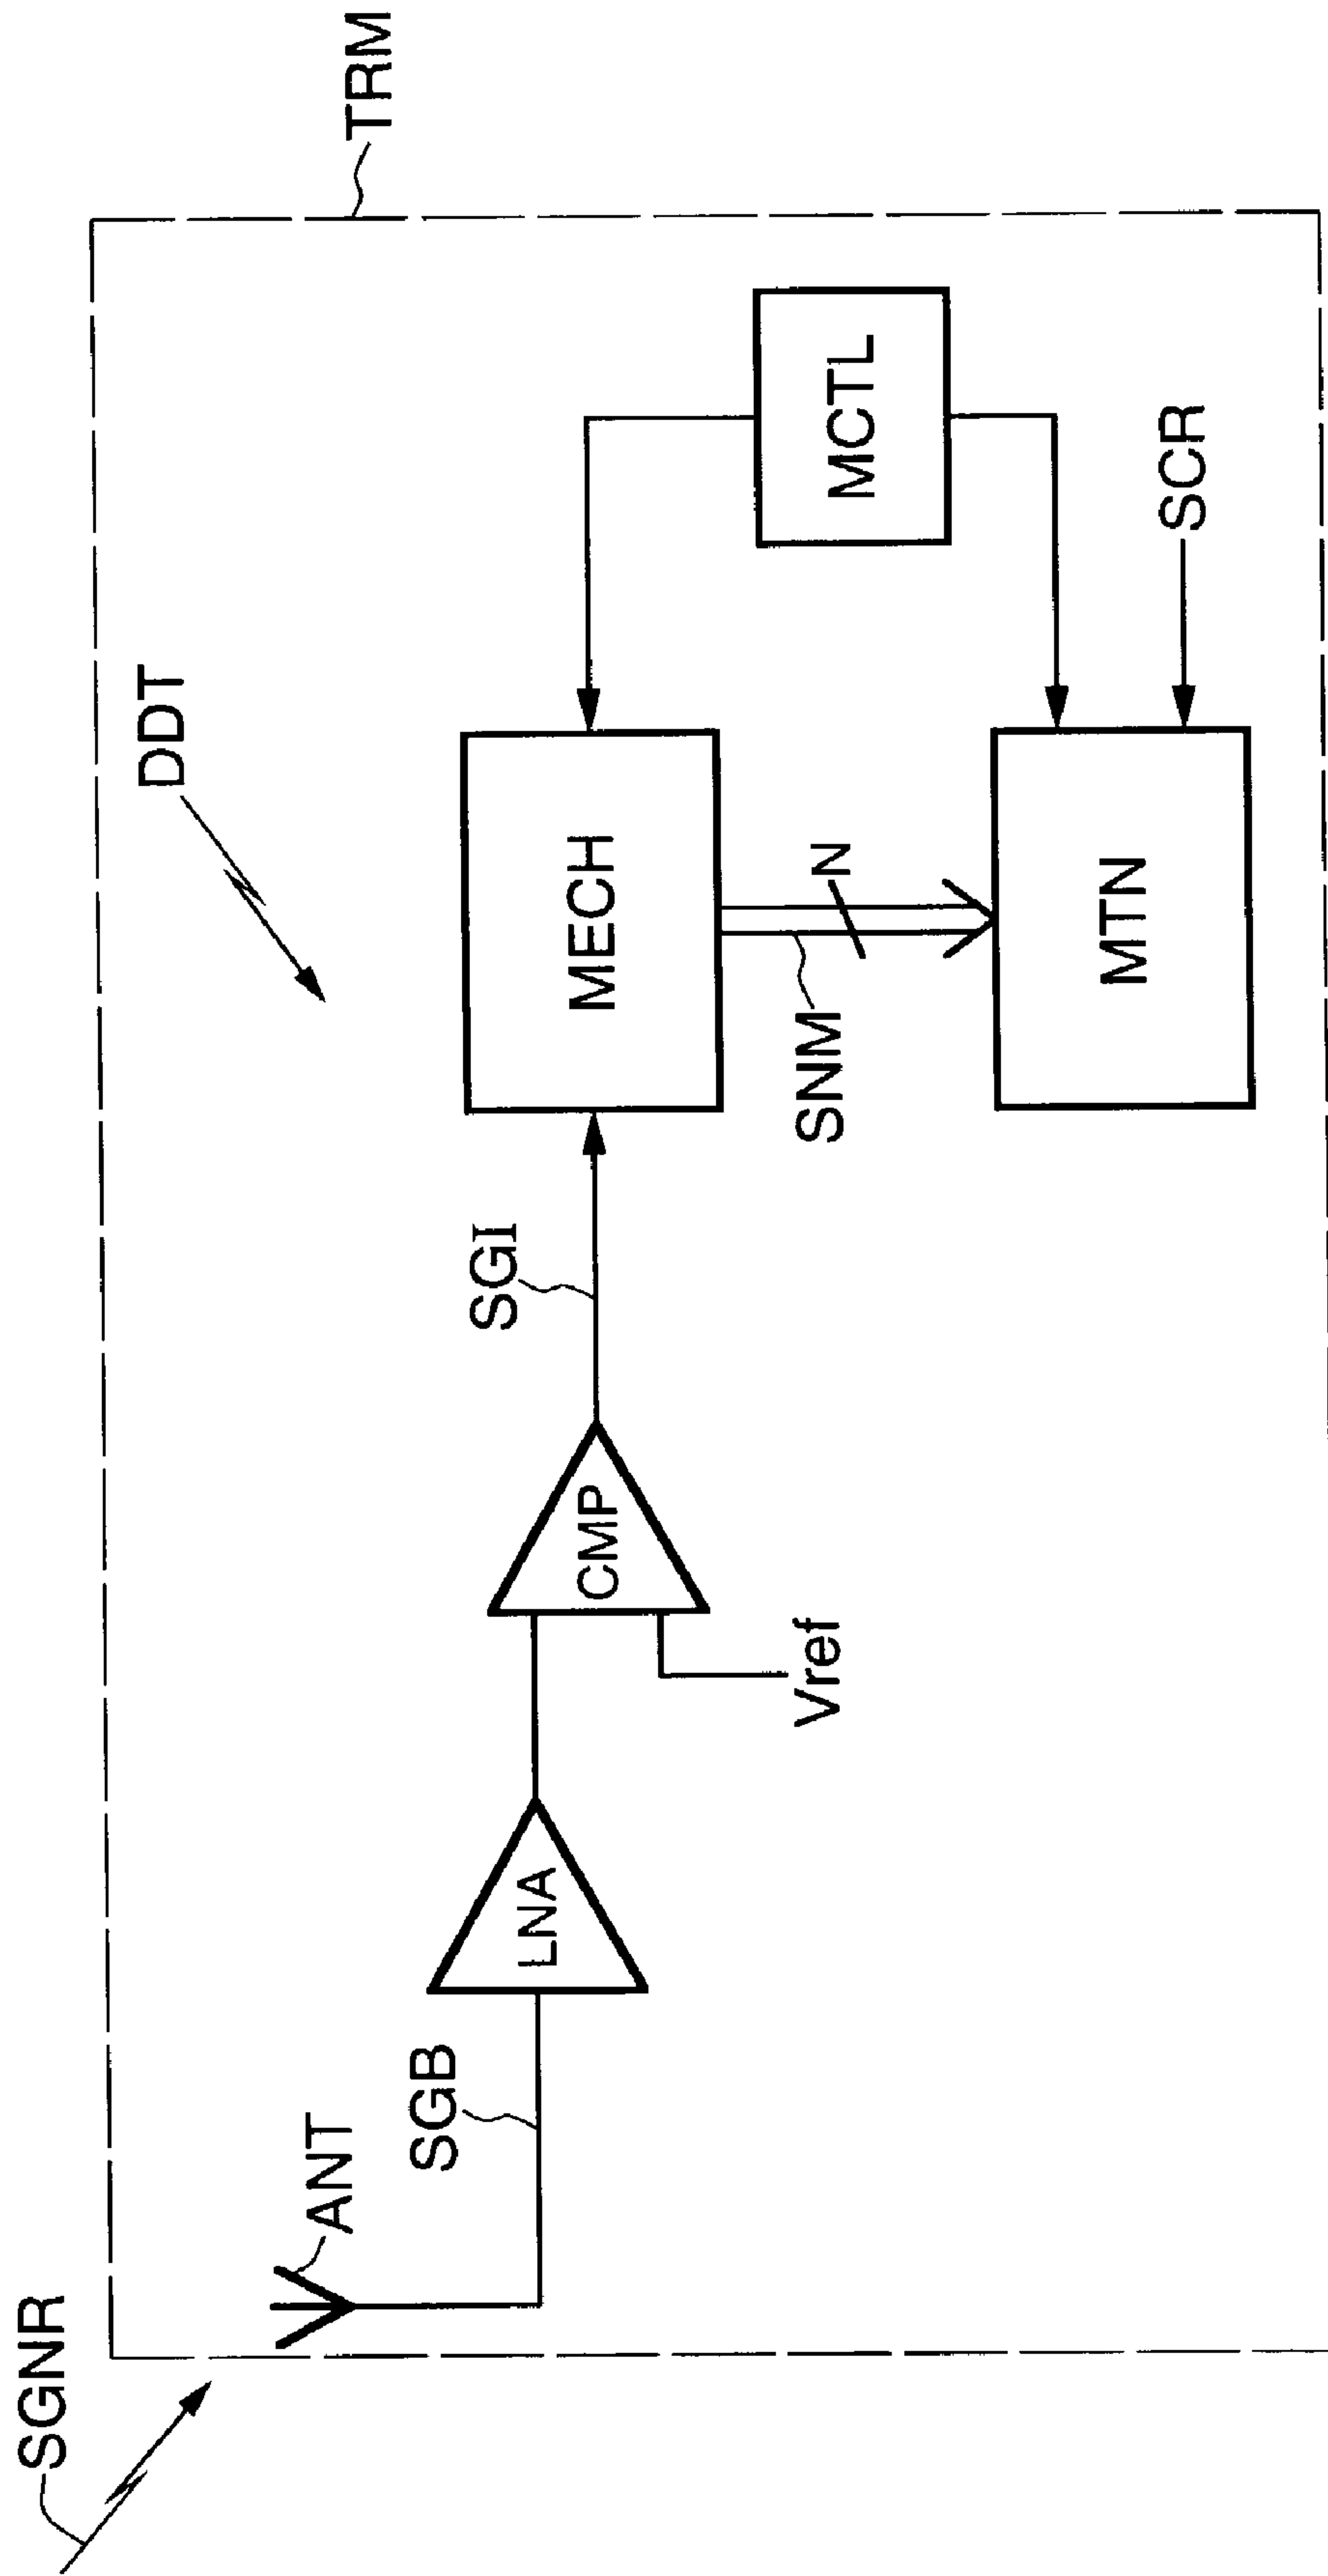 SGNR
TRM
DDT
ANT
SGB
LNA
CMP
Vref
SGI
MECH
MCTL
SNM
N
MTN
SCR